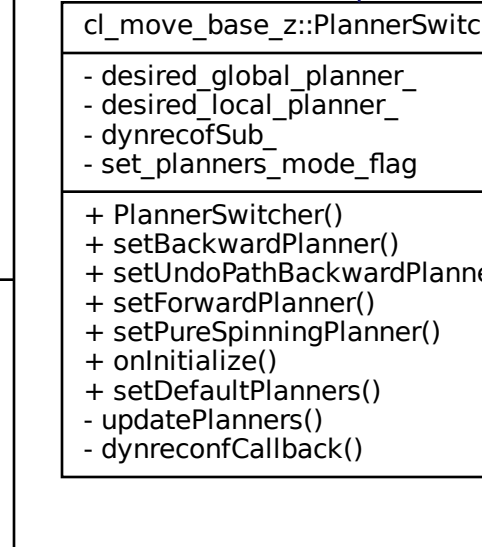 cl_move_base_z::PlannerSwitc
- desired_global_planner_
- desired_local_planner_
- dynrecofSub_
- set_planners_mode_flag
+ PlannerSwitcher()
+ setBackwardPlanner()
+ setUndoPathBackwardPlanne
+ setForwardPlanner()
+ setPureSpinningPlanner()
+ onInitialize()
+ setDefaultPlanners()
- updatePlanners()
- dynreconfCallback()